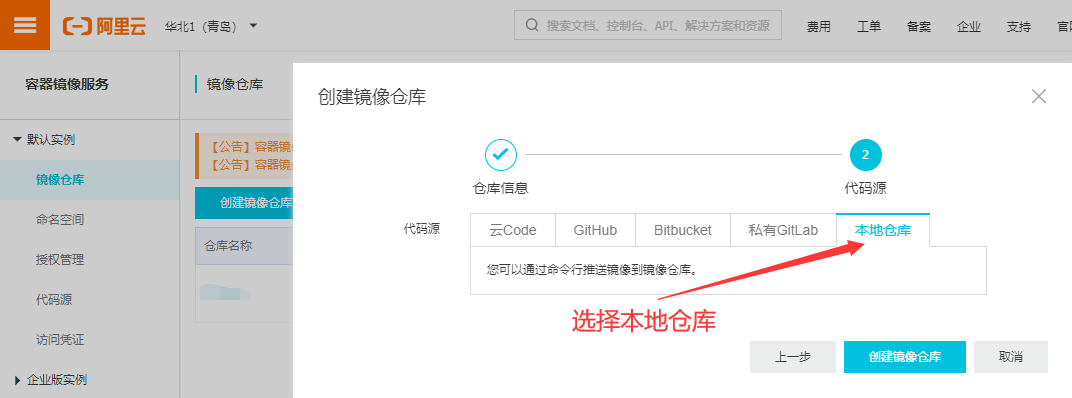 阿里云 华北1（青岛） 搜索文档、控制台、API、解决方案和资源 费用 工单 备案 企业 支持
容器镜像服务
默认实例
镜像仓库
命名空间
授权管理
代码源
访问凭证
企业版实例
镜像仓库
【公告】容器镜
【公告】容器镜
创建镜像仓库
仓库名称
创建镜像仓库
2
仓库信息 代码源
代码源 云Code GitHub Bitbucket 私有GitLab 本地仓库
您可以通过命令行推送镜像到镜像仓库。
选择本地仓库
上一步 创建镜像仓库 取消